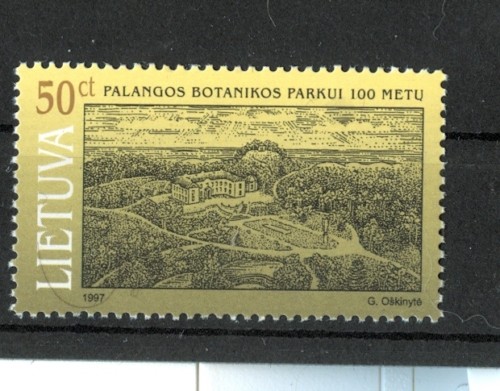 50ct
PALANGOS BOTANIKOS PARKUI 100 METŲ
LIETUVA
1997
G. Oškinytė